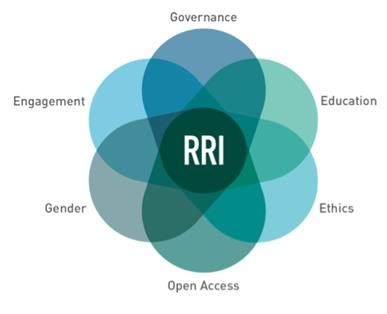 Governance
Engagement
Education
RRI
Gender
Ethics
Open Access